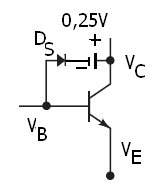 0,25V
D_S + −
V_C
V_B
V_E